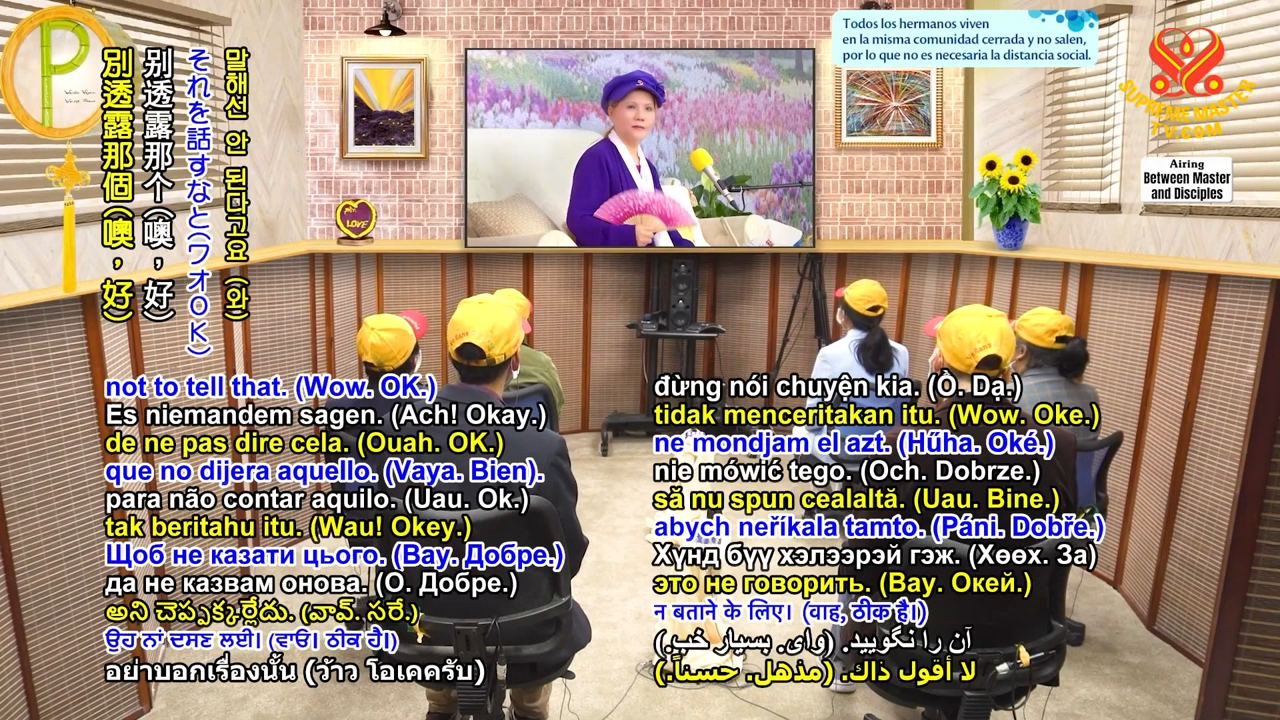 Todos los hermanos viven
en la misma comunidad cerrada y no salen,
por lo que no es necesaria la distancia social.
SUPREME MASTER
TV.COM
Airing
Between Master
and Disciples
LOVE
말해선 안 된다고요 (와)
それを話すなと(ワオOK)
别透露那个(噢，好)
別透露那個(噢，好)
not to tell that. (Wow. OK.)
Es niemandem sagen. (Ach! Okay.)
de ne pas dire cela. (Ouah. OK.)
que no dijera aquello. (Vaya. Bien).
para não contar aquilo. (Uau. Ok.)
tak beritahu itu. (Wau! Okey.)
Щоб не казати цього. (Вау. Добре.)
да не казвам онова. (О. Добре.)
అని చెప్పక్కర్లేదు. (వావ్. సరే.)
ਉਹ ਨਾਂ ਦਸਣ ਲਈ। (ਵਾਓ। ਠੀਕ ਹੈ।)
อย่าบอกเรื่องนั้น (ว้าว โอเคครับ)
đừng nói chuyện kia. (Ồ. Dạ.)
tidak menceritakan itu. (Wow. Oke.)
ne mondjam el azt. (Hűha. Oké.)
nie mówić tego. (Och. Dobrze.)
să nu spun cealaltă. (Uau. Bine.)
abych neříkala tamto. (Páni. Dobře.)
Хүнд бүү хэлээрэй гэж. (Хөөх. За)
это не говорить. (Вау. Окей.)
न बताने के लिए। (वाह, ठीक है।)
آن را نگویید. (وای. بسیار خب.)
لا أقول ذاك. (مذهل. حسناً.)